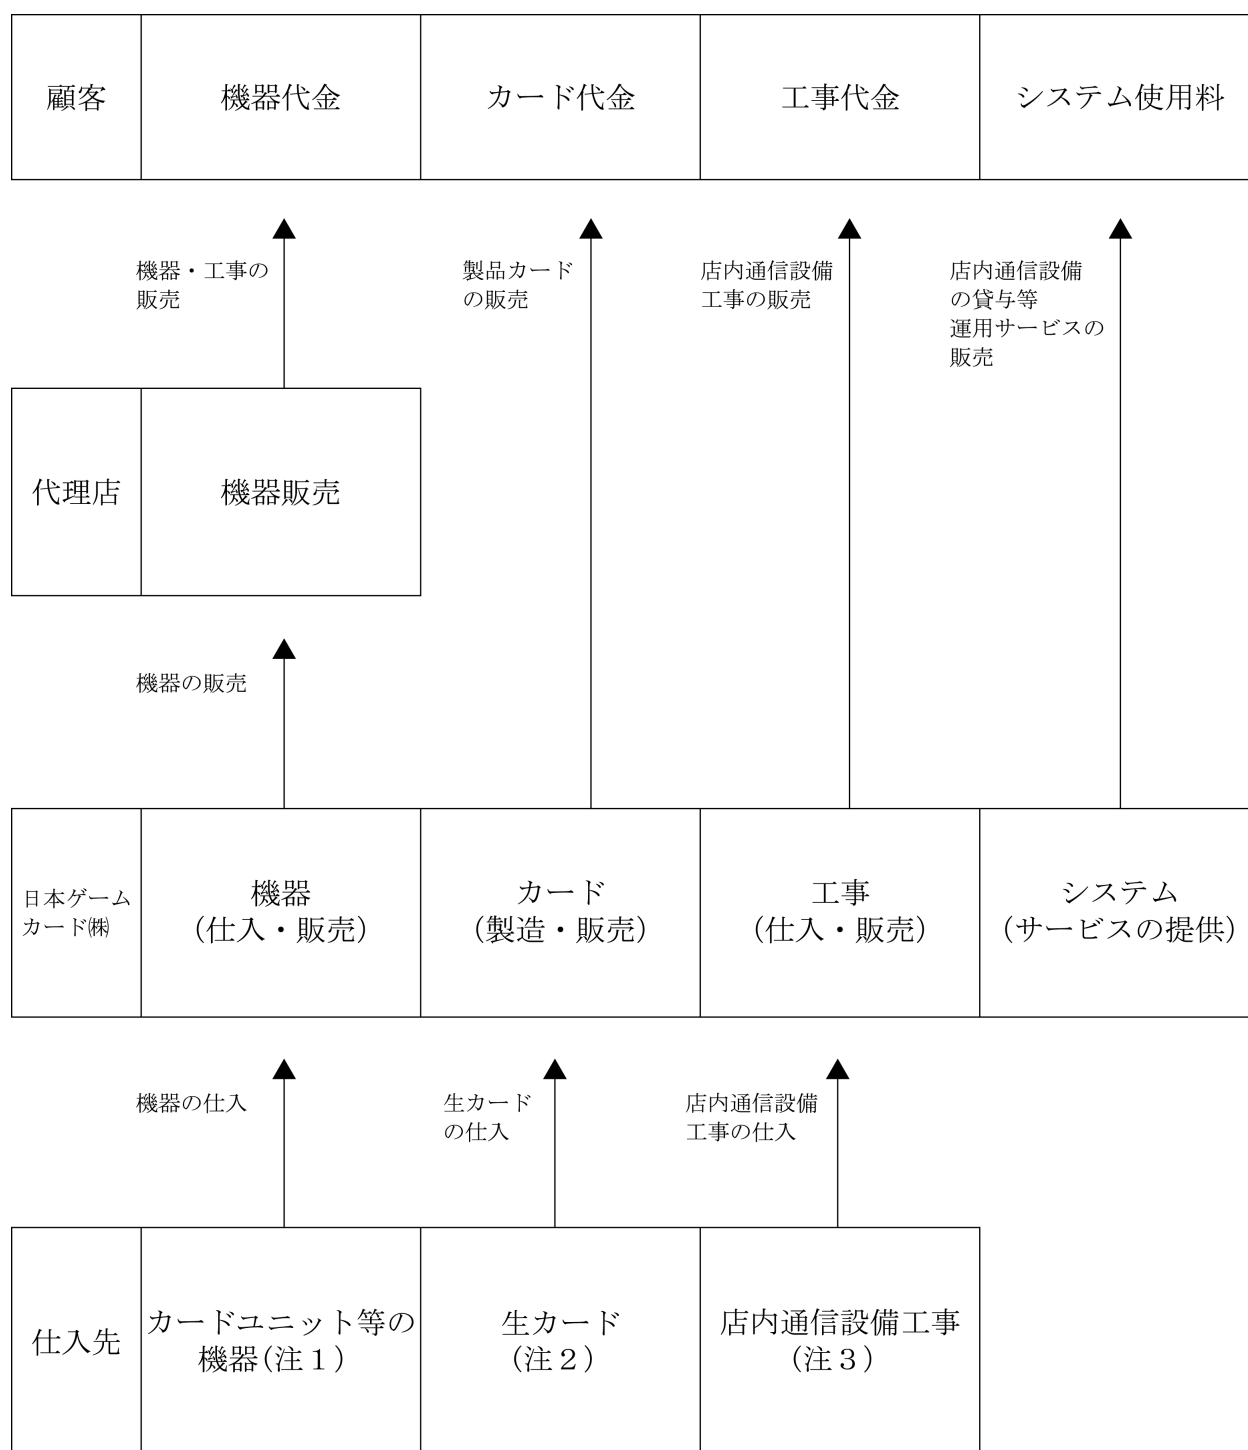 顧客
機器代金
カード代金
工事代金
システム使用料
機器・工事の
販売
製品カード
の販売
店内通信設備
工事の販売
店内通信設備
の貸与等
運用サービスの
販売
代理店
機器販売
機器の販売
日本ゲーム
カード㈱
機器
(仕入・販売)
カード
(製造・販売)
工事
(仕入・販売)
システム
(サービスの提供)
機器の仕入
生カード
の仕入
店内通信設備
工事の仕入
仕入先
カードユニット等の
機器(注１)
生カード
(注２)
店内通信設備工事
(注３)